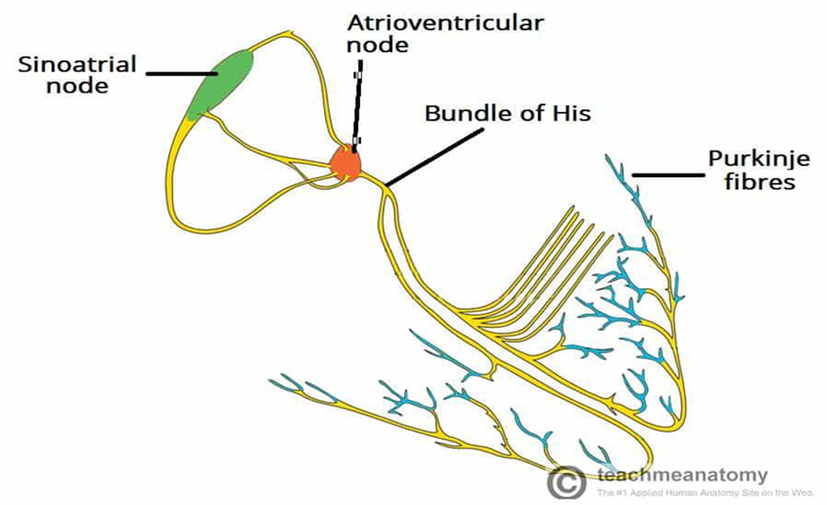 Atrioventricular
node
Sinoatrial
node
Bundle of His
Purkinje
fibres
© teachmeanatomy
The #1 Applied Human Anatomy Site on the Web.